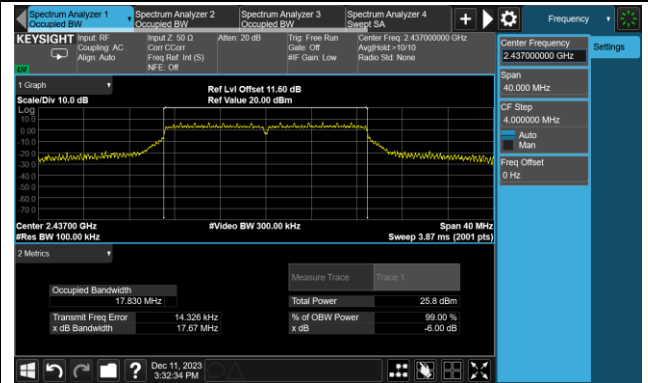 Spectrum Analyzer 1
Occupied BW
Spectrum Analyzer 2
Occupied BW
Spectrum Analyzer 3
Occupied BW
Spectrum Analyzer 4
Swept SA
Frequency
KEYSIGHT
Input: RF
Coupling: AC
Align: Auto
Input Z: 50 Ω
Corr CCorr
Freq Ref: Int (S)
NFE: Off
Atten: 20 dB
Trig: Free Run
Gate: Off
#IF Gain: Low
Center Freq: 2.437000000 GHz
Avg|Hold:>10/10
Radio Std: None
Center Frequency
2.437000000 GHz
Settings
Span
40.000 MHz
CF Step
4.000000 MHz
Auto
Man
Freq Offset
0 Hz
1 Graph
Scale/Div 10.0 dB
Ref Lvl Offset 11.60 dB
Ref Value 20.00 dBm
Log
10.0
0.00
-10.0
-20.0
-30.0
-40.0
-50.0
-60.0
-70.0
Center 2.43700 GHz
#Res BW 100.00 kHz
#Video BW 300.00 kHz
Span 40 MHz
Sweep 3.87 ms (2001 pts)
2 Metrics
Measure Trace
Trace 1
Occupied Bandwidth
17.830 MHz
Total Power
25.8 dBm
Transmit Freq Error
14.326 kHz
% of OBW Power
99.00 %
x dB Bandwidth
17.67 MHz
x dB
-6.00 dB
Dec 11, 2023
3:32:34 PM